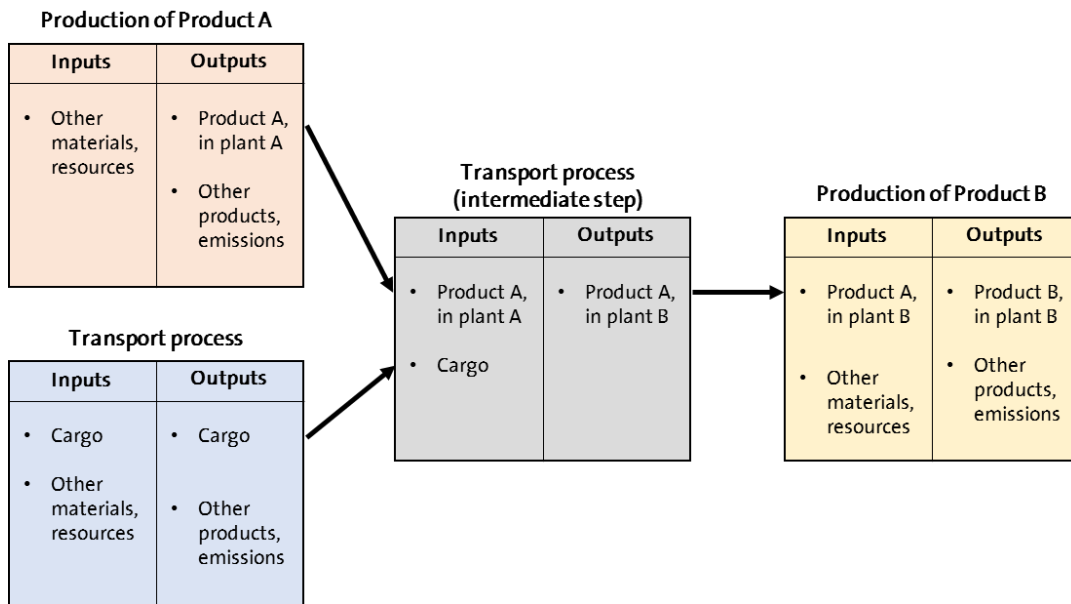 Production of Product A
Inputs
Outputs
• Other
materials,
resources
• Product A,
in plant A
• Other
products,
emissions
Transport process
Inputs
Outputs
• Cargo
• Other
materials,
resources
• Cargo
• Other
products,
emissions
Transport process
(intermediate step)
Inputs
Outputs
• Product A,
in plant A
• Cargo
• Product A,
in plant B
Production of Product B
Inputs
Outputs
• Product A,
in plant B
• Other
materials,
resources
• Product B,
in plant B
• Other
products,
emissions